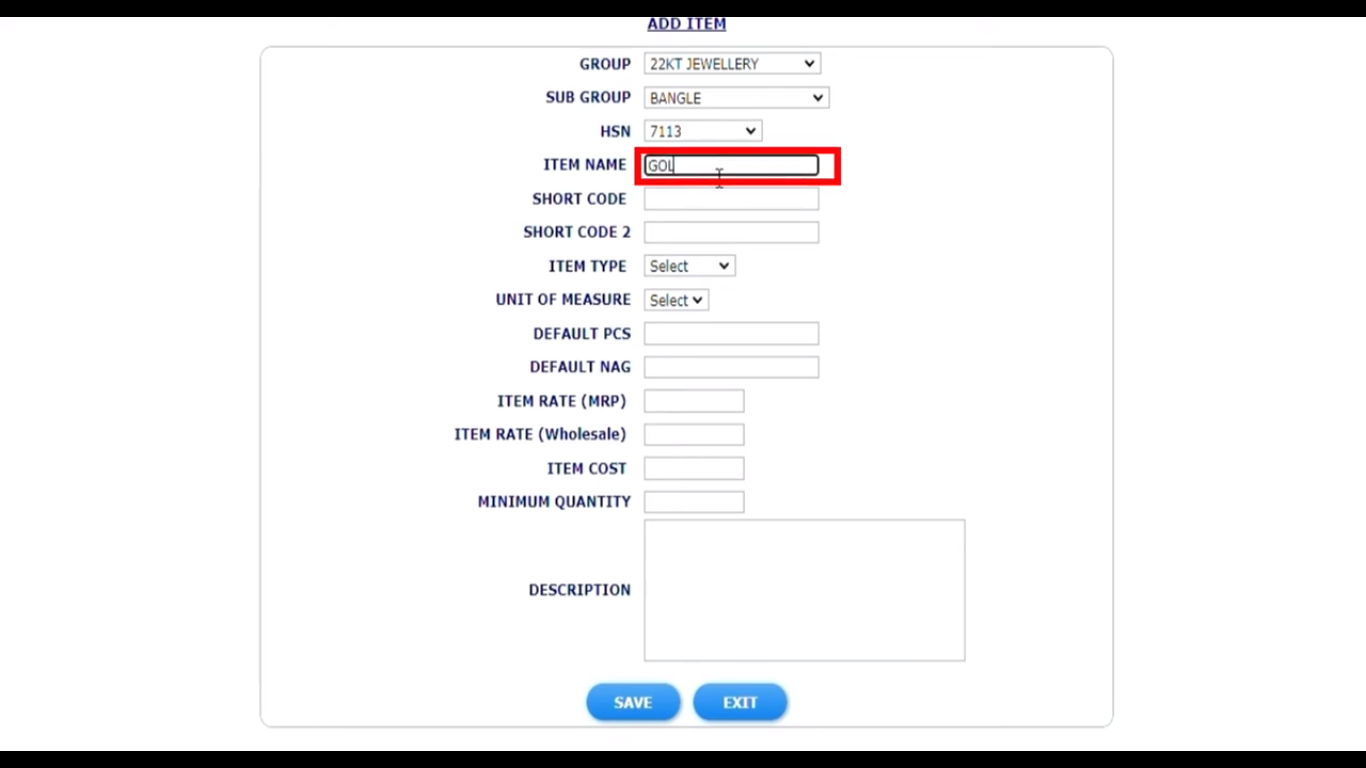 ADD ITEM
GROUP 22KT JEWELLERY
SUB GROUP BANGLE
HSN 7113
ITEM NAME GOL
SHORT CODE
SHORT CODE 2
ITEM TYPE Select
UNIT OF MEASURE Select
DEFAULT PCS
DEFAULT NAG
ITEM RATE (MRP)
ITEM RATE (Wholesale)
ITEM COST
MINIMUM QUANTITY
DESCRIPTION
SAVE EXIT